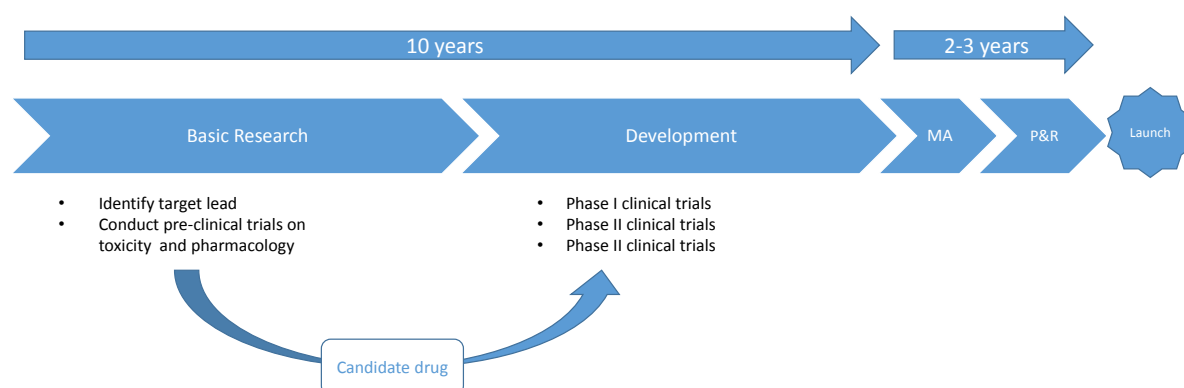 10 years
2-3 years
Basic Research
Development
MA
P&R
Launch
• Identify target lead
• Conduct pre-clinical trials on
toxicity and pharmacology
• Phase I clinical trials
• Phase II clinical trials
• Phase II clinical trials
Candidate drug